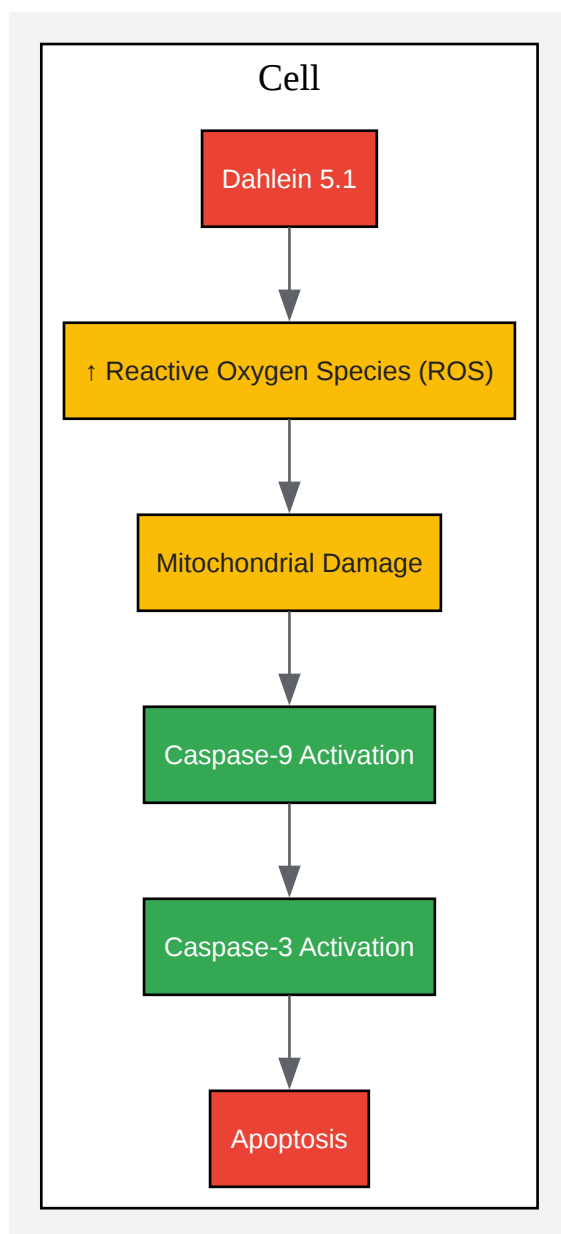 Cell
Dahlein 5.1
↑ Reactive Oxygen Species (ROS)
Mitochondrial Damage
Caspase-9 Activation
Caspase-3 Activation
Apoptosis